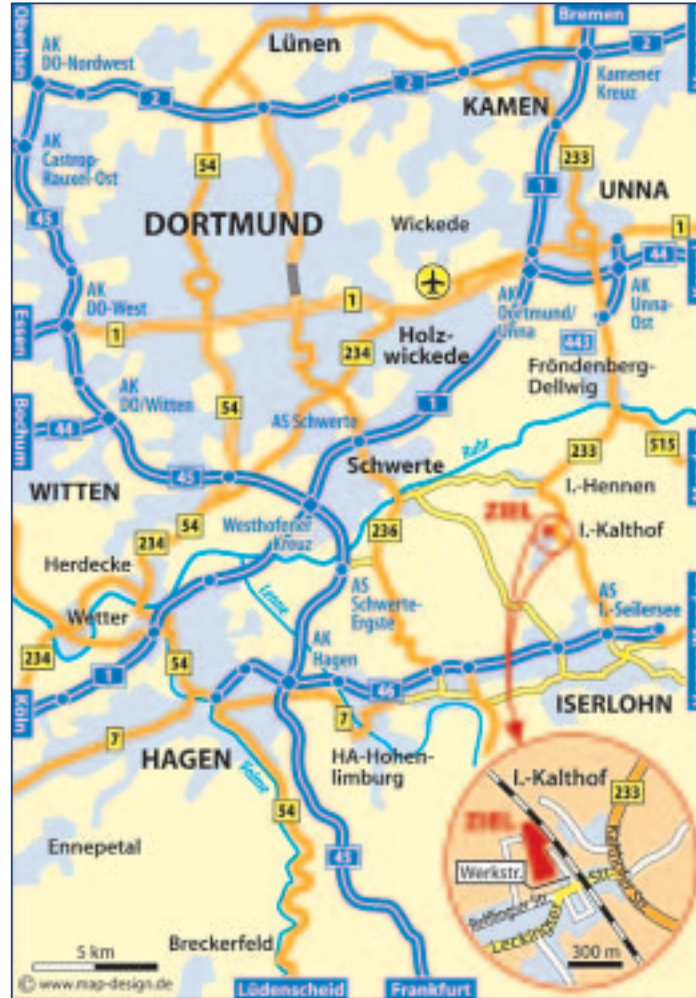 Oberhsn
Bremen
Lünen
AK
DO-Nordwest
2
2
2
Kamener
Kreuz
KAMEN
AK
Castrop-
Rauxel-Ost
54
233
1
UNNA
45
DORTMUND
Wickede
1
44
AK
DO-West
1
AK
Dortmund/
Unna
AK
Unna-
Ost
Essen
1
Holz-
wickede
234
443
Fröndenberg-
Dellwig
AK
DO/Witten
54
1
Bochum
44
AS Schwerte
Schwerte
Ruhr
233
515
WITTEN
45
I.-Hennen
54
Westhofener
Kreuz
236
ZIEL
I.-Kalthof
234
Herdecke
Lenne
AS
Schwerte-
Ergste
AS
I.-Seilersee
Wetter
234
54
AK
Hagen
1
46
Köln
7
7
ISERLOHN
HAGEN
HA-Hohen-
limburg
Volme
54
I.-Kalthof
233
ZIEL
Ennepetal
45
Werkstr.
Kalthofer Str.
Str.
Leckingser
Breckerfeld
5 km
300 m
© www.map-design.de
Lüdenscheid
Frankfurt